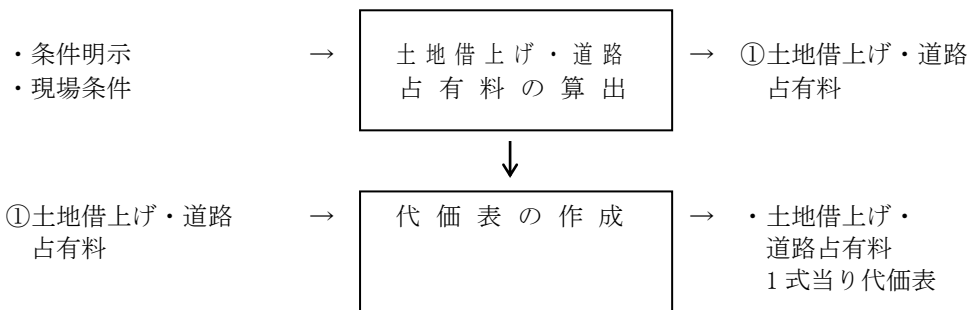 ・条件明示 → 土地借上げ・道路 → ①土地借上げ・道路
・現場条件 占有料の算出 占有料
↓
①土地借上げ・道路 → 代価表の作成 → ・土地借上げ・
占有料 道路占有料
1式当り代価表